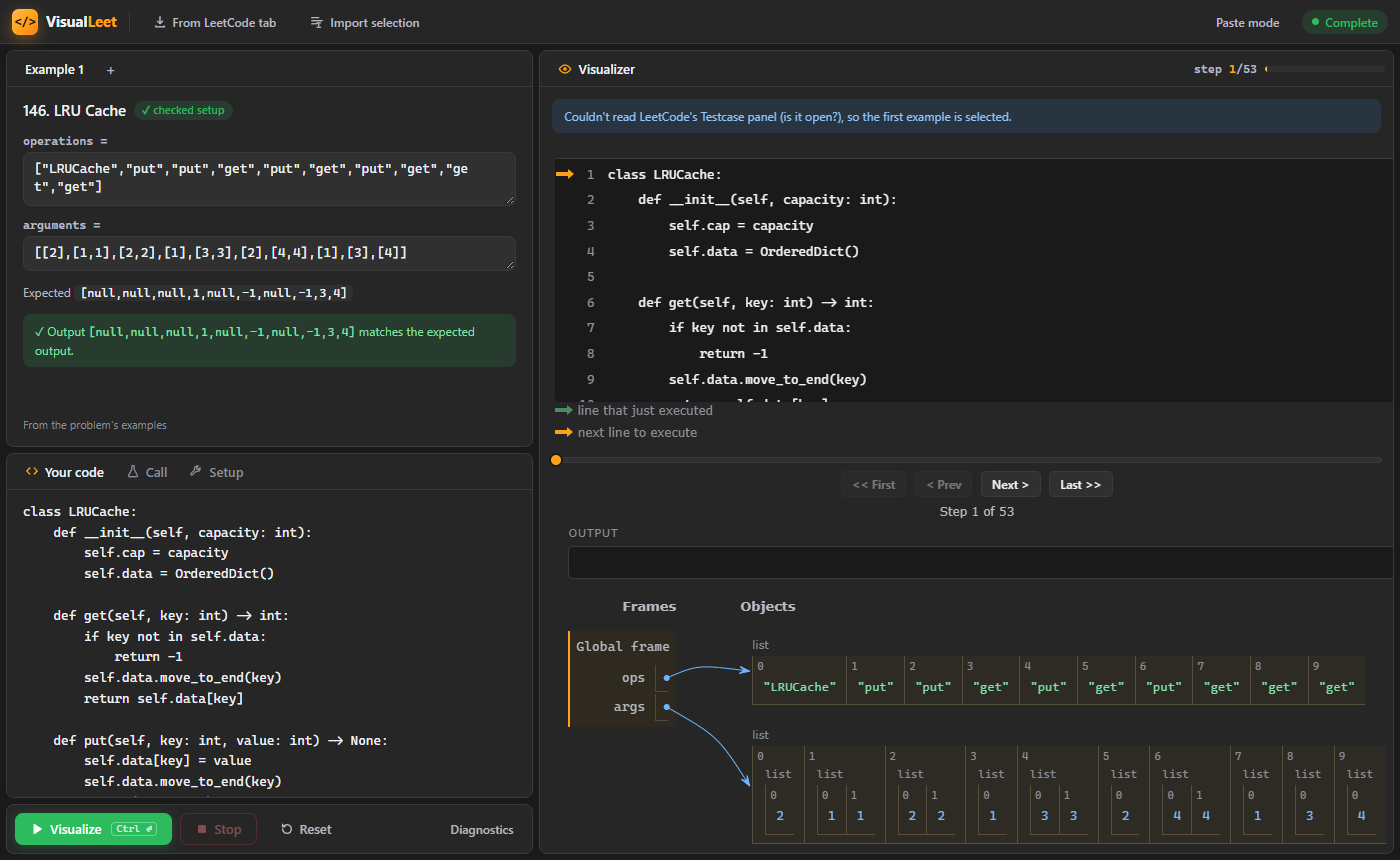 </> VisualLeet
From LeetCode tab
Import selection
Paste mode
Complete
Example 1 +
146. LRU Cache ✓ checked setup
operations =
["LRUCache","put","put","get","put","get","put","get","ge
t","get"]
arguments =
[[2],[1,1],[2,2],[1],[3,3],[2],[4,4],[1],[3],[4]]
Expected [null,null,null,1,null,-1,null,-1,3,4]
✓ Output [null,null,null,1,null,-1,null,-1,3,4] matches the expected
output.
From the problem's examples
Your code Call Setup
class LRUCache:
def __init__(self, capacity: int):
self.cap = capacity
self.data = OrderedDict()
def get(self, key: int) -> int:
if key not in self.data:
return -1
self.data.move_to_end(key)
return self.data[key]
def put(self, key: int, value: int) -> None:
self.data[key] = value
self.data.move_to_end(key)
Visualize Ctrl ⏎ Stop Reset Diagnostics
Visualizer step 1/53
Couldn't read LeetCode's Testcase panel (is it open?), so the first example is selected.
1 class LRUCache:
2 def __init__(self, capacity: int):
3 self.cap = capacity
4 self.data = OrderedDict()
5
6 def get(self, key: int) -> int:
7 if key not in self.data:
8 return -1
9 self.data.move_to_end(key)
line that just executed
next line to execute
<< First < Prev Next > Last >>
Step 1 of 53
OUTPUT
Frames Objects
Global frame
ops
args
list
0 1 2 3 4 5 6 7 8 9
"LRUCache" "put" "put" "get" "put" "get" "put" "get" "get" "get"
list
0 1 2 3 4 5 6 7 8 9
list list list list list list list list list list
0 0 1 0 1 0 0 1 0 0 1 0 0 0
2 1 1 2 2 1 3 3 2 4 4 1 3 4